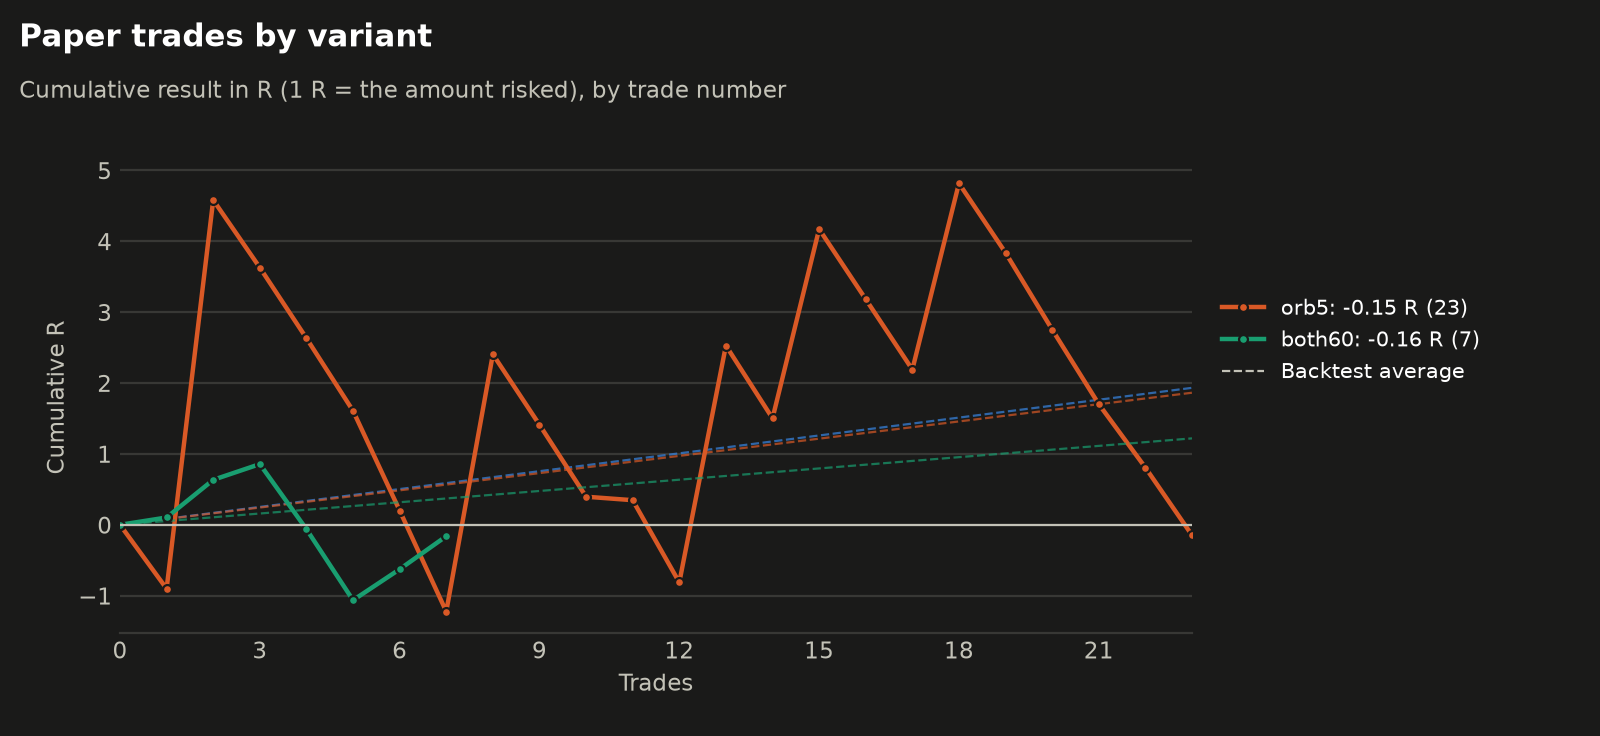 Paper trades by variant
Cumulative result in R (1 R = the amount risked), by trade number
5
4
3
2
1
0
−1
Cumulative R
0 3 6 9 12 15 18 21
Trades
orb5: -0.15 R (23)
both60: -0.16 R (7)
Backtest average